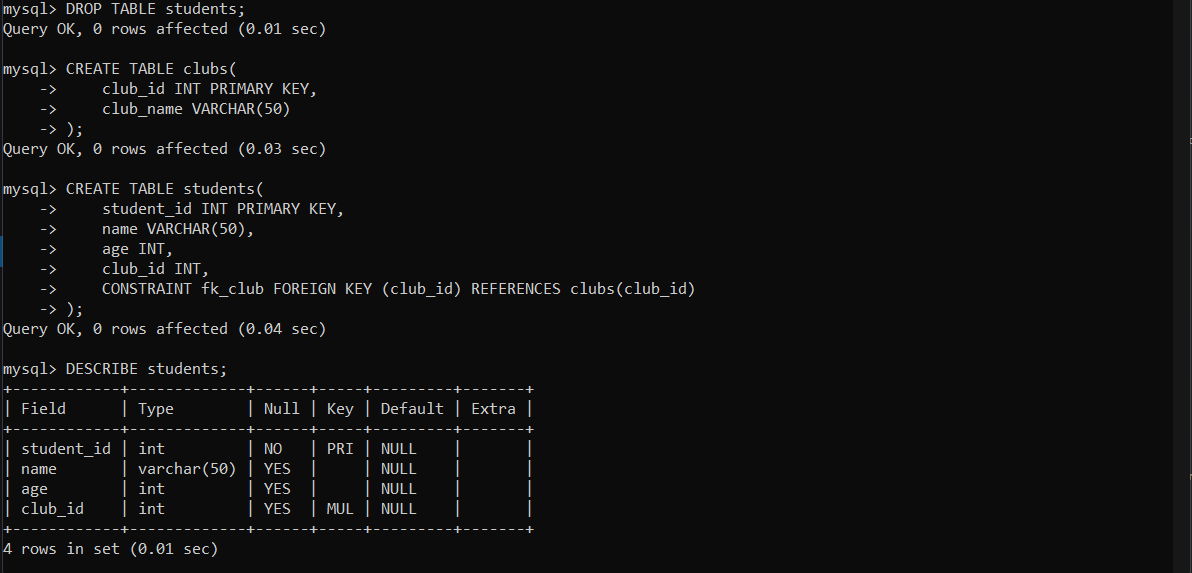 mysql> DROP TABLE students;
Query OK, 0 rows affected (0.01 sec)

mysql> CREATE TABLE clubs(
    ->     club_id INT PRIMARY KEY,
    ->     club_name VARCHAR(50)
    -> );
Query OK, 0 rows affected (0.03 sec)

mysql> CREATE TABLE students(
    ->     student_id INT PRIMARY KEY,
    ->     name VARCHAR(50),
    ->     age INT,
    ->     club_id INT,
    ->     CONSTRAINT fk_club FOREIGN KEY (club_id) REFERENCES clubs(club_id)
    -> );
Query OK, 0 rows affected (0.04 sec)

mysql> DESCRIBE students;
+------------+-------------+------+-----+---------+-------+
| Field      | Type        | Null | Key | Default | Extra |
+------------+-------------+------+-----+---------+-------+
| student_id | int         | NO   | PRI | NULL    |       |
| name       | varchar(50) | YES  |     | NULL    |       |
| age        | int         | YES  |     | NULL    |       |
| club_id    | int         | YES  | MUL | NULL    |       |
+------------+-------------+------+-----+---------+-------+
4 rows in set (0.01 sec)